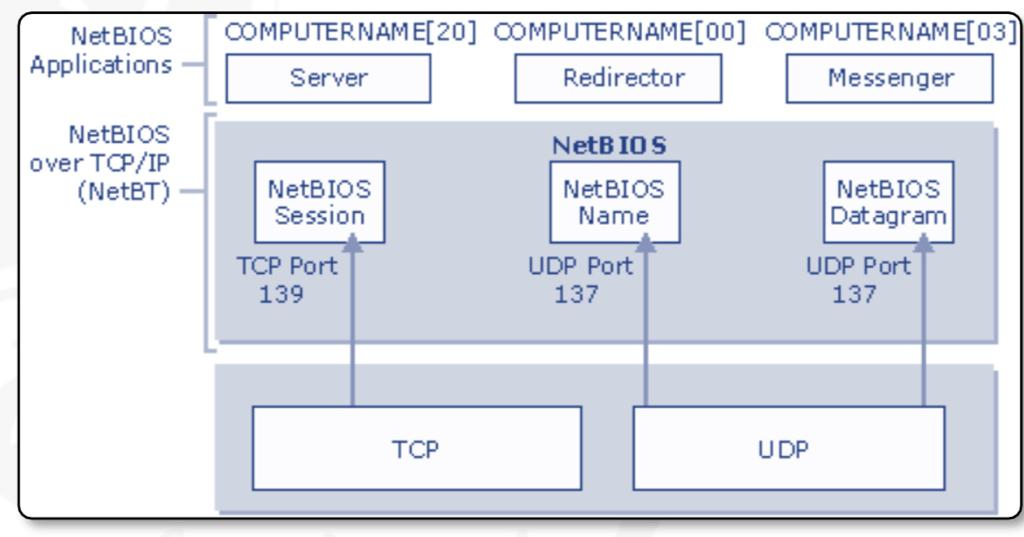 NetBIOS
Applications
COMPUTERNAME[20]
COMPUTERNAME[00]
COMPUTERNAME[03]
Server
Redirector
Messenger
NetBIOS
over TCP/IP
(NetBT)
NetBIOS
NetBIOS
Session
NetBIOS
Name
NetBIOS
Datagram
TCP Port
139
UDP Port
137
UDP Port
137
TCP
UDP